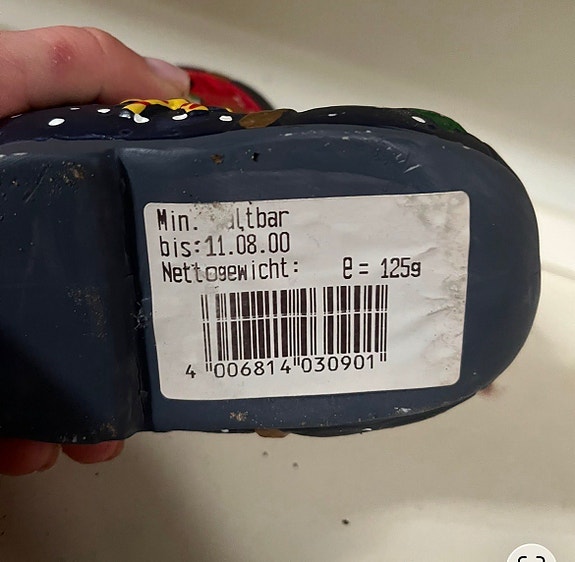 Min.
bis:11.08.00
Nettogewicht: e = 125g
4 006814 030901